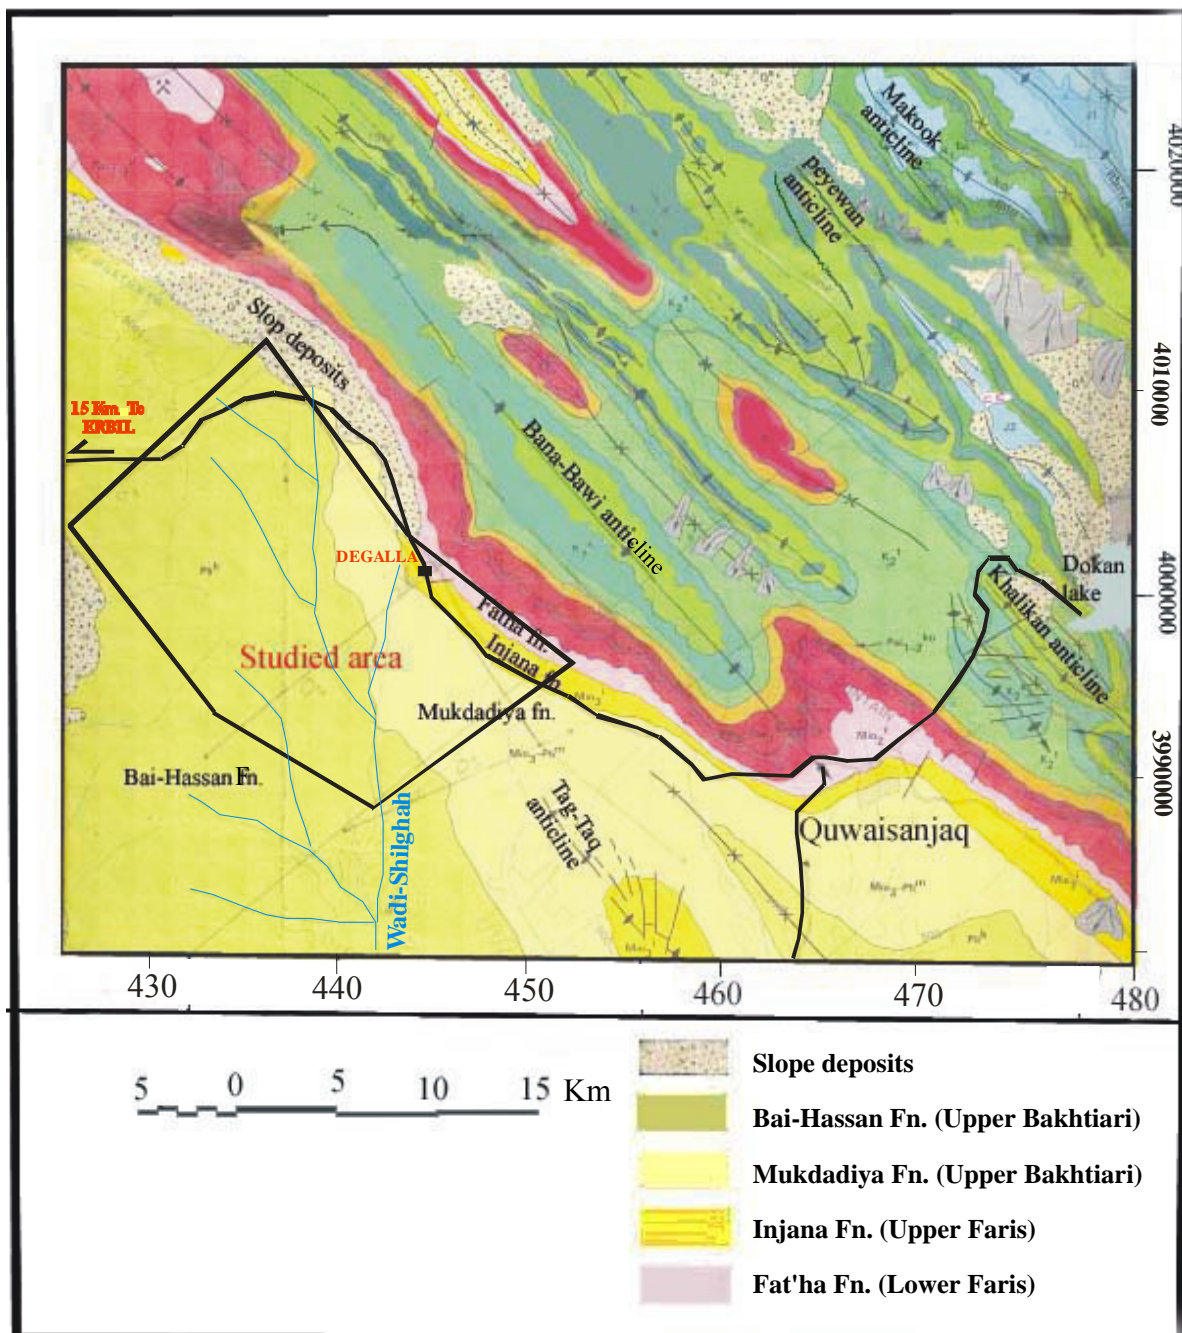 Makook
anticline
peyewan
anticline
4020000
Slop deposits
15 Km. To
ERBIL
4010000
Bana-Bawi anticline
DEGALLA
Dokan
lake
4000000
Khalikan anticline
Fatha fn.
Injana fn
Studied area
Mukdadiya fn.
Bai-Hassan Fn.
3990000
Tag-Taq
anticline
Quwaisanjaq
Wadi-Shilghah
430 440 450 460 470 480
5 0 5 10 15 Km
Slope deposits
Bai-Hassan Fn. (Upper Bakhtiari)
Mukdadiya Fn. (Upper Bakhtiari)
Injana Fn. (Upper Faris)
Fat'ha Fn. (Lower Faris)